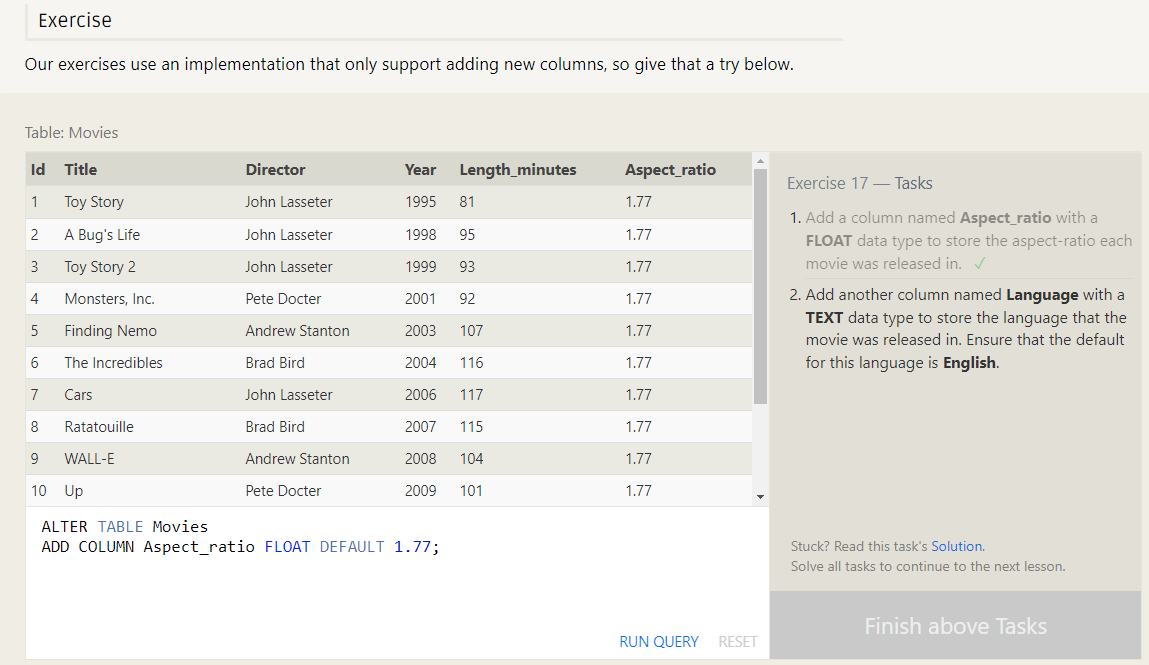 Exercise
Our exercises use an implementation that only support adding new columns, so give that a try below.
Table: Movies
Id Title Director Year Length_minutes Aspect_ratio
1 Toy Story John Lasseter 1995 81 1.77
2 A Bug's Life John Lasseter 1998 95 1.77
3 Toy Story 2 John Lasseter 1999 93 1.77
4 Monsters, Inc. Pete Docter 2001 92 1.77
5 Finding Nemo Andrew Stanton 2003 107 1.77
6 The Incredibles Brad Bird 2004 116 1.77
7 Cars John Lasseter 2006 117 1.77
8 Ratatouille Brad Bird 2007 115 1.77
9 WALL-E Andrew Stanton 2008 104 1.77
10 Up Pete Docter 2009 101 1.77
ALTER TABLE Movies
ADD COLUMN Aspect_ratio FLOAT DEFAULT 1.77;
RUN QUERY RESET
Exercise 17 — Tasks
1. Add a column named Aspect_ratio with a
FLOAT data type to store the aspect-ratio each
movie was released in. ✓
2. Add another column named Language with a
TEXT data type to store the language that the
movie was released in. Ensure that the default
for this language is English.
Stuck? Read this task's Solution.
Solve all tasks to continue to the next lesson.
Finish above Tasks